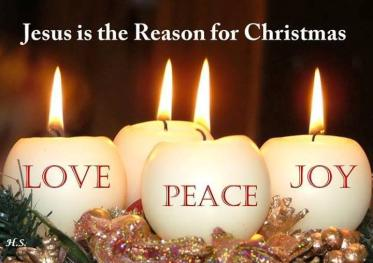 Jesus is the Reason for Christmas
LOVE
PEACE
JOY
H.S.